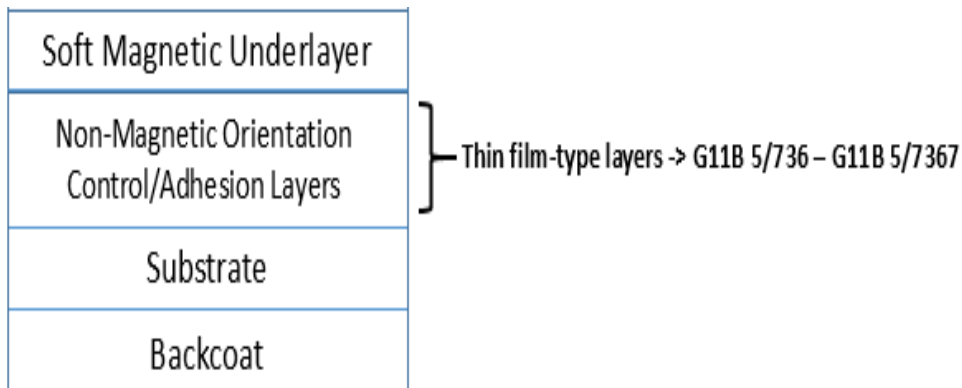 Soft Magnetic Underlayer
Non-Magnetic Orientation
Control/Adhesion Layers
Thin film-type layers -> G11B 5/736 – G11B 5/7367
Substrate
Backcoat